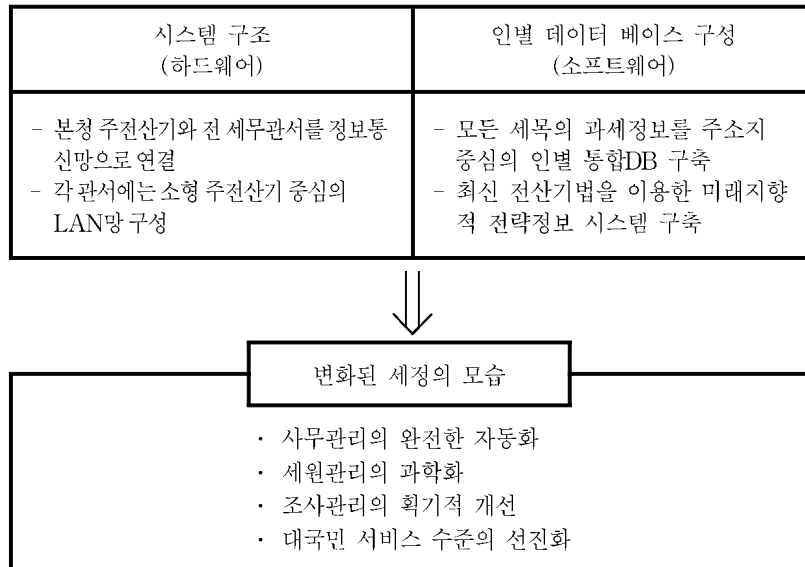 시스템 구조
(하드웨어)
인별 데이터 베이스 구성
(소프트웨어)
- 본청 주전산기와 전 세무관서를 정보통
신망으로 연결
- 각 관서에는 소형 주전산기 중심의
LAN망 구성
- 모든 세목의 과세정보를 주소지
중심의 인별 통합DB 구축
- 최신 전산기법을 이용한 미래지향
적 전략정보 시스템 구축
변화된 세정의 모습
· 사무관리의 완전한 자동화
· 세원관리의 과학화
· 조사관리의 획기적 개선
· 대국민 서비스 수준의 선진화